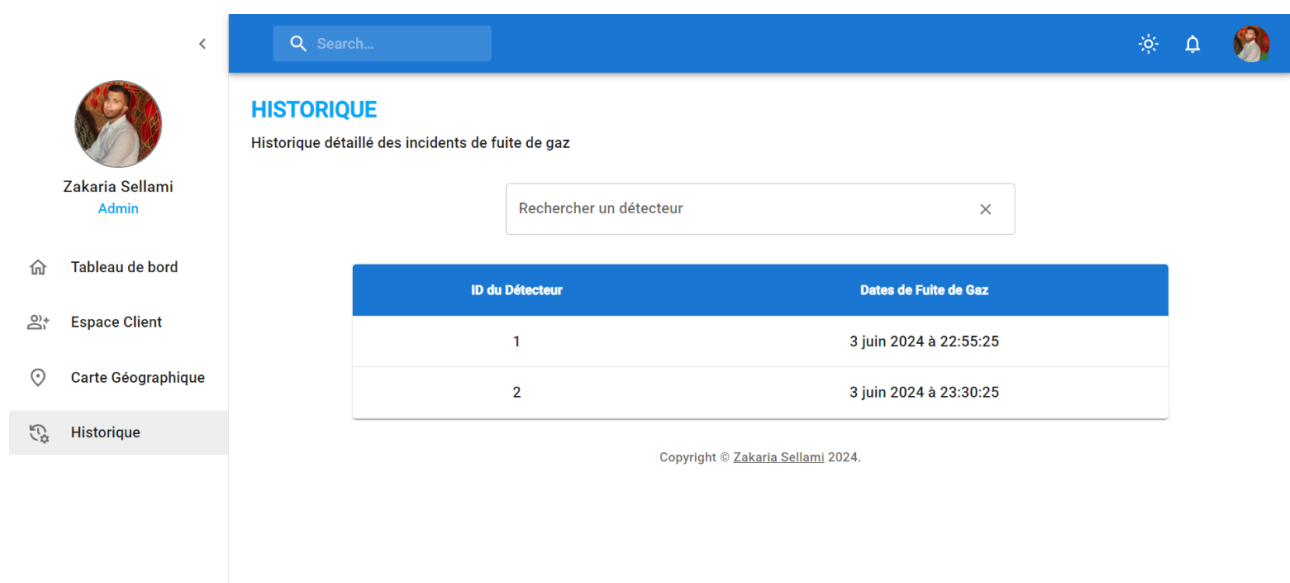 Search…
Zakaria Sellami
Admin
Tableau de bord
Espace Client
Carte Géographique
Historique
HISTORIQUE
Historique détaillé des incidents de fuite de gaz
Rechercher un détecteur
ID du Détecteur Dates de Fuite de Gaz
1 3 juin 2024 à 22:55:25
2 3 juin 2024 à 23:30:25
Copyright © Zakaria Sellami 2024.